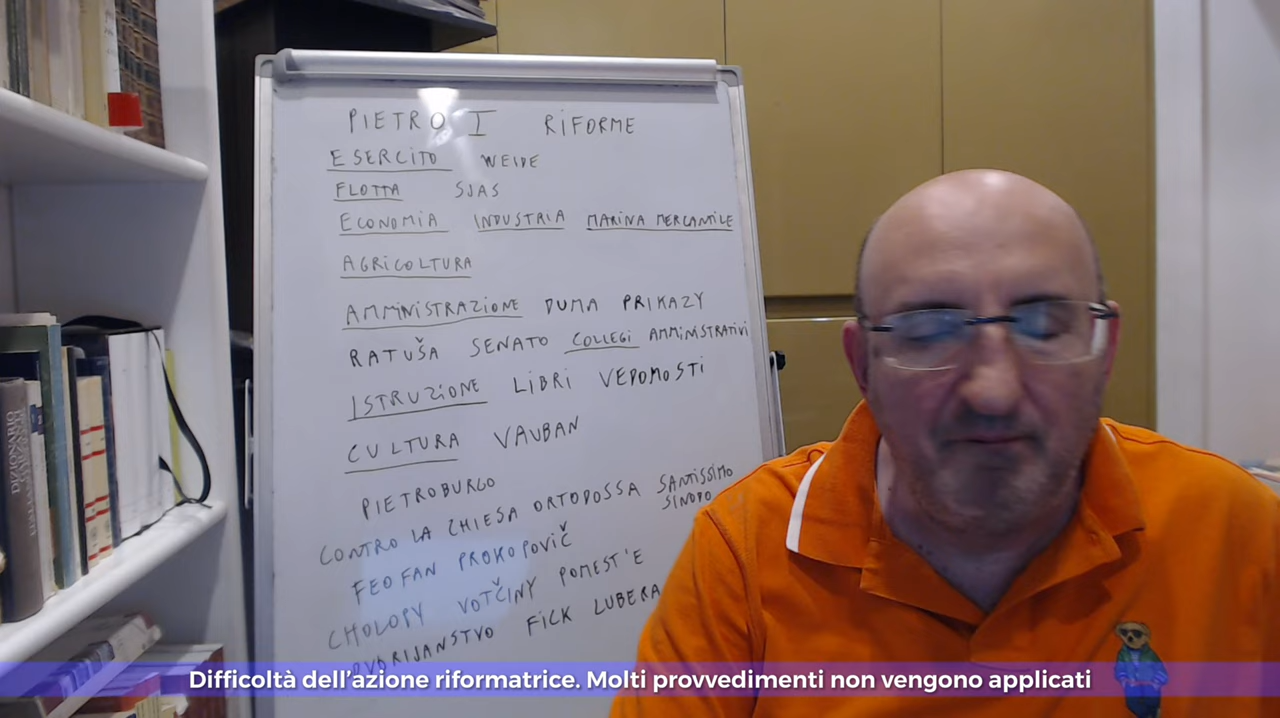 PIETRO I RIFORME
ESERCITO WEIDE
FLOTTA SJAS
ECONOMIA INDUSTRIA MARINA MERCANTILE
AGRICOLTURA
AMMINISTRAZIONE DUMA PRIKAZY
RATUŠA SENATO COLLEGI AMMINISTRATIVI
ISTRUZIONE LIBRI VEDOMOSTI
CULTURA VAUBAN
PIETROBURGO
CONTRO LA CHIESA ORTODOSSA SANTISSIMO
SINODO
FEOFAN PROKOPOVIČ
CHOLOPY VOTČINY POMEST'E
DVORJANSTVO FICK LUBERA
Difficoltà dell'azione riformatrice. Molti provvedimenti non vengono applicati